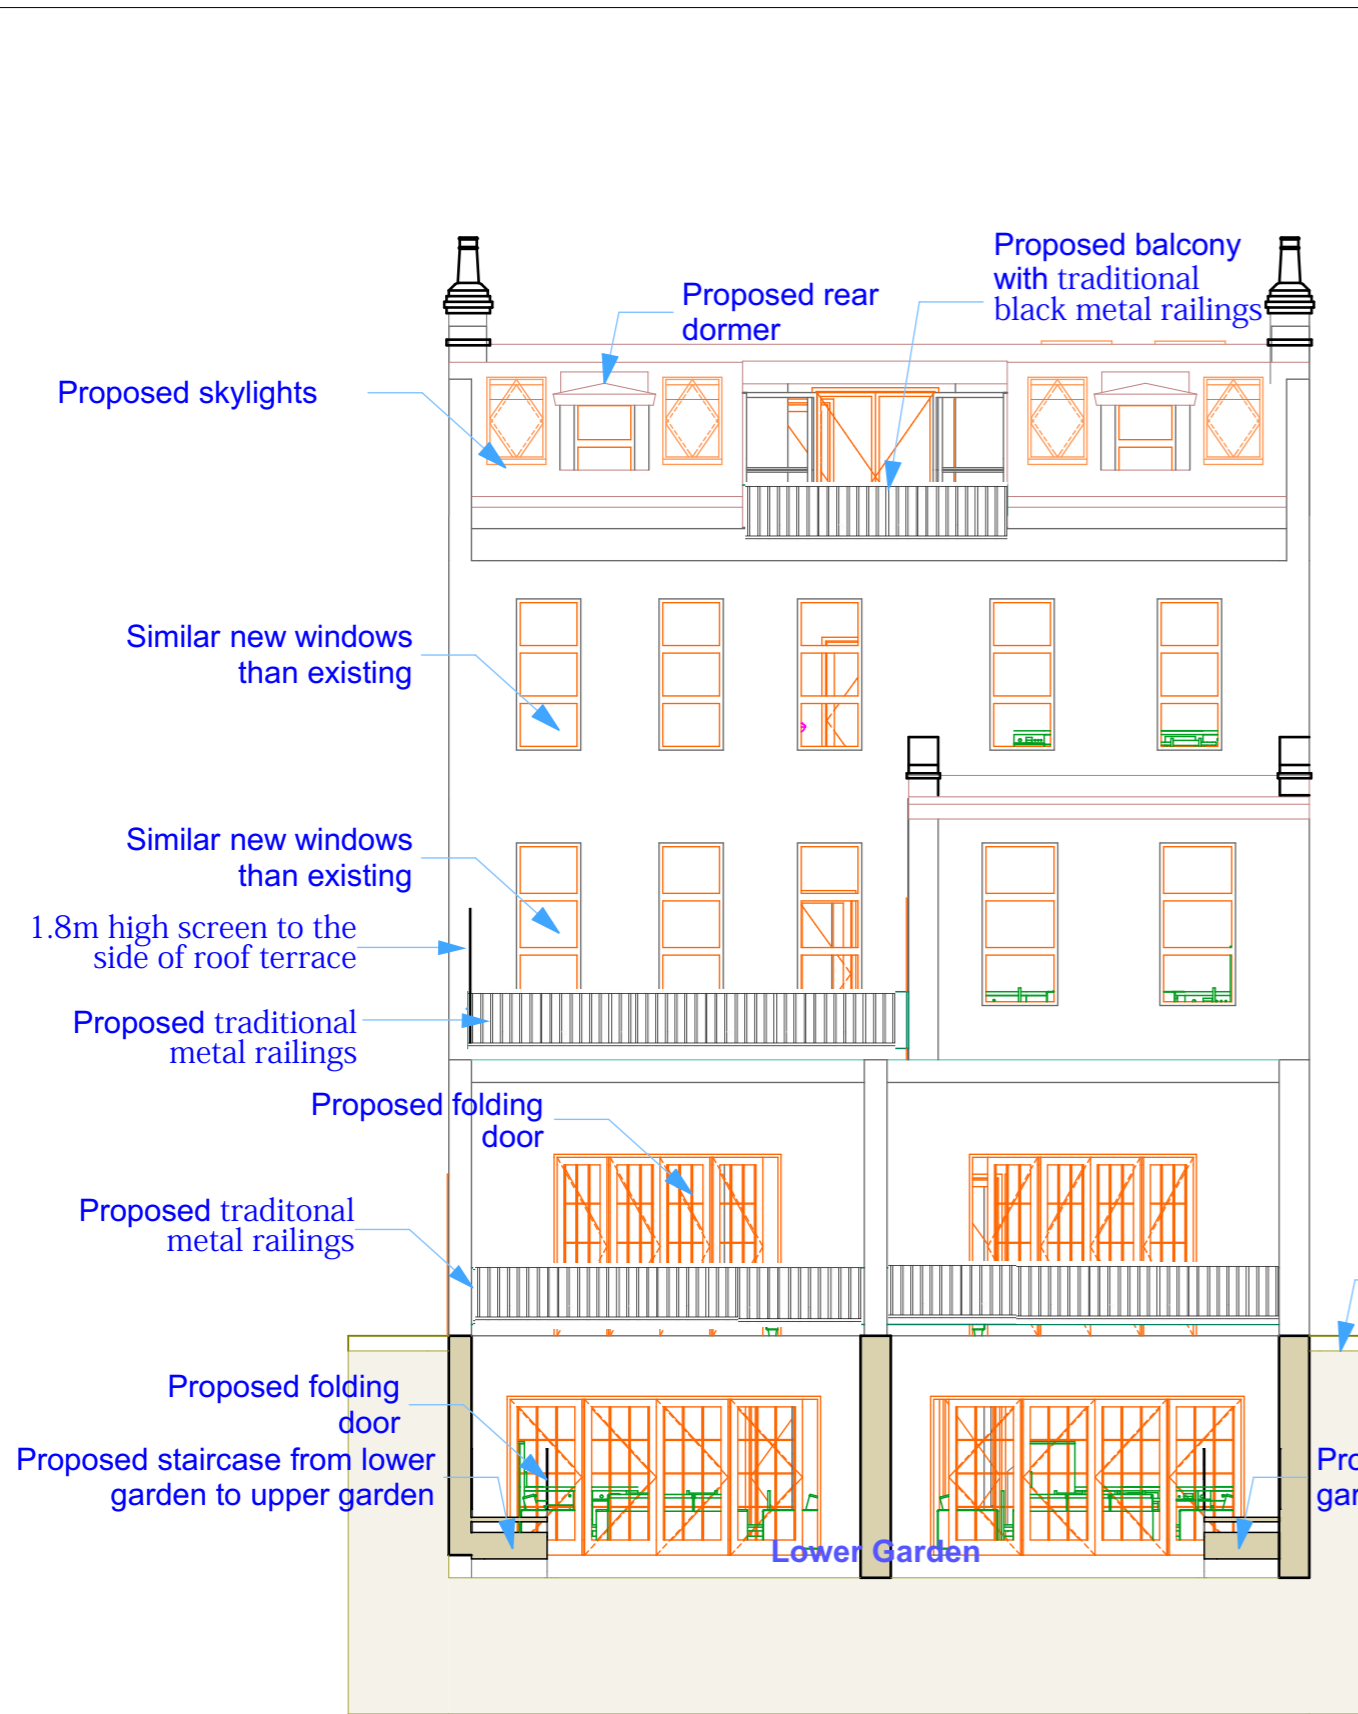 Proposed balcony
with traditional
black metal railings
Proposed rear
dormer
Proposed skylights
Similar new windows
than existing
Similar new windows
than existing
1.8m high screen to the
side of roof terrace
Proposed traditional
metal railings
Proposed folding
door
Proposed traditonal
metal railings
Proposed folding
door
Proposed staircase from lower
garden to upper garden
Pro
gar
Lower Garden